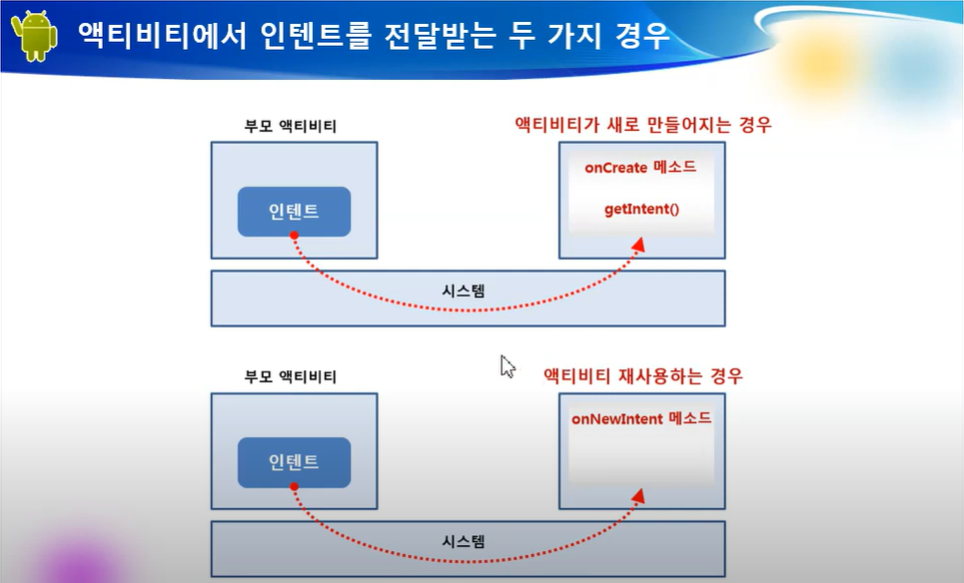 액티비티에서 인텐트를 전달받는 두 가지 경우
부모 액티비티
액티비티가 새로 만들어지는 경우
인텐트
onCreate 메소드
getIntent()
시스템
부모 액티비티
액티비티 재사용하는 경우
인텐트
onNewIntent 메소드
시스템